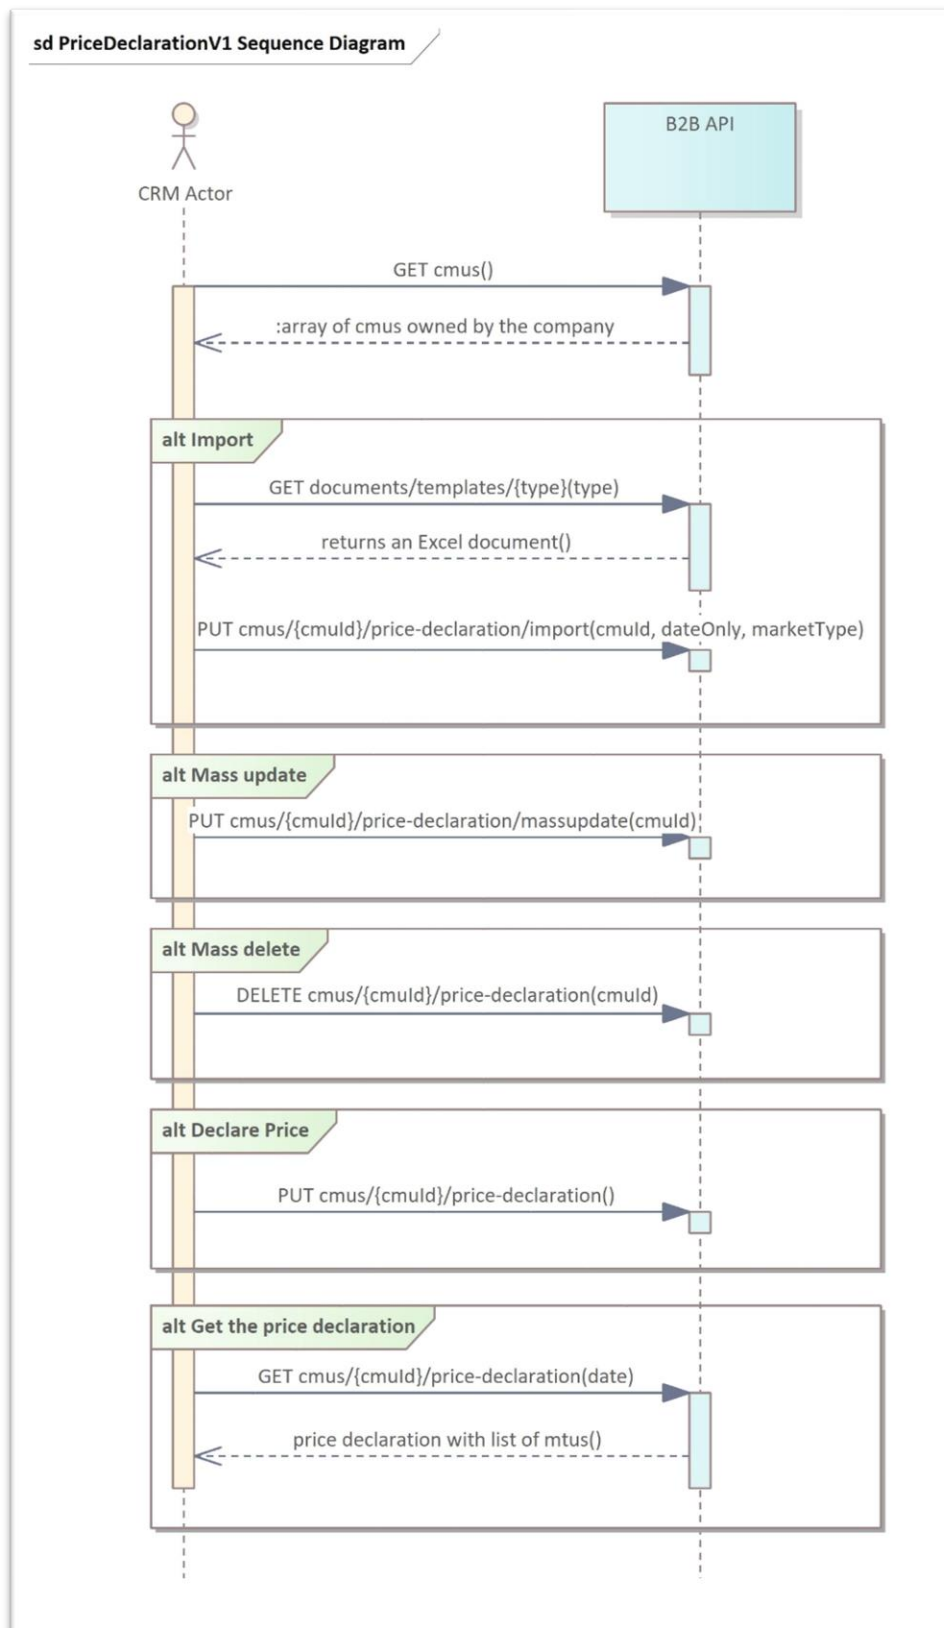 sd PriceDeclarationV1 Sequence Diagram
B2B API
CRM Actor
GET cmus()
:array of cmus owned by the company
alt Import
GET documents/templates/{type}(type)
returns an Excel document()
PUT cmus/{cmuId}/price-declaration/import(cmuId, dateOnly, marketType)
alt Mass update
PUT cmus/{cmuId}/price-declaration/massupdate(cmuId)
alt Mass delete
DELETE cmus/{cmuId}/price-declaration(cmuId)
alt Declare Price
PUT cmus/{cmuId}/price-declaration()
alt Get the price declaration
GET cmus/{cmuId}/price-declaration(date)
price declaration with list of mtus()